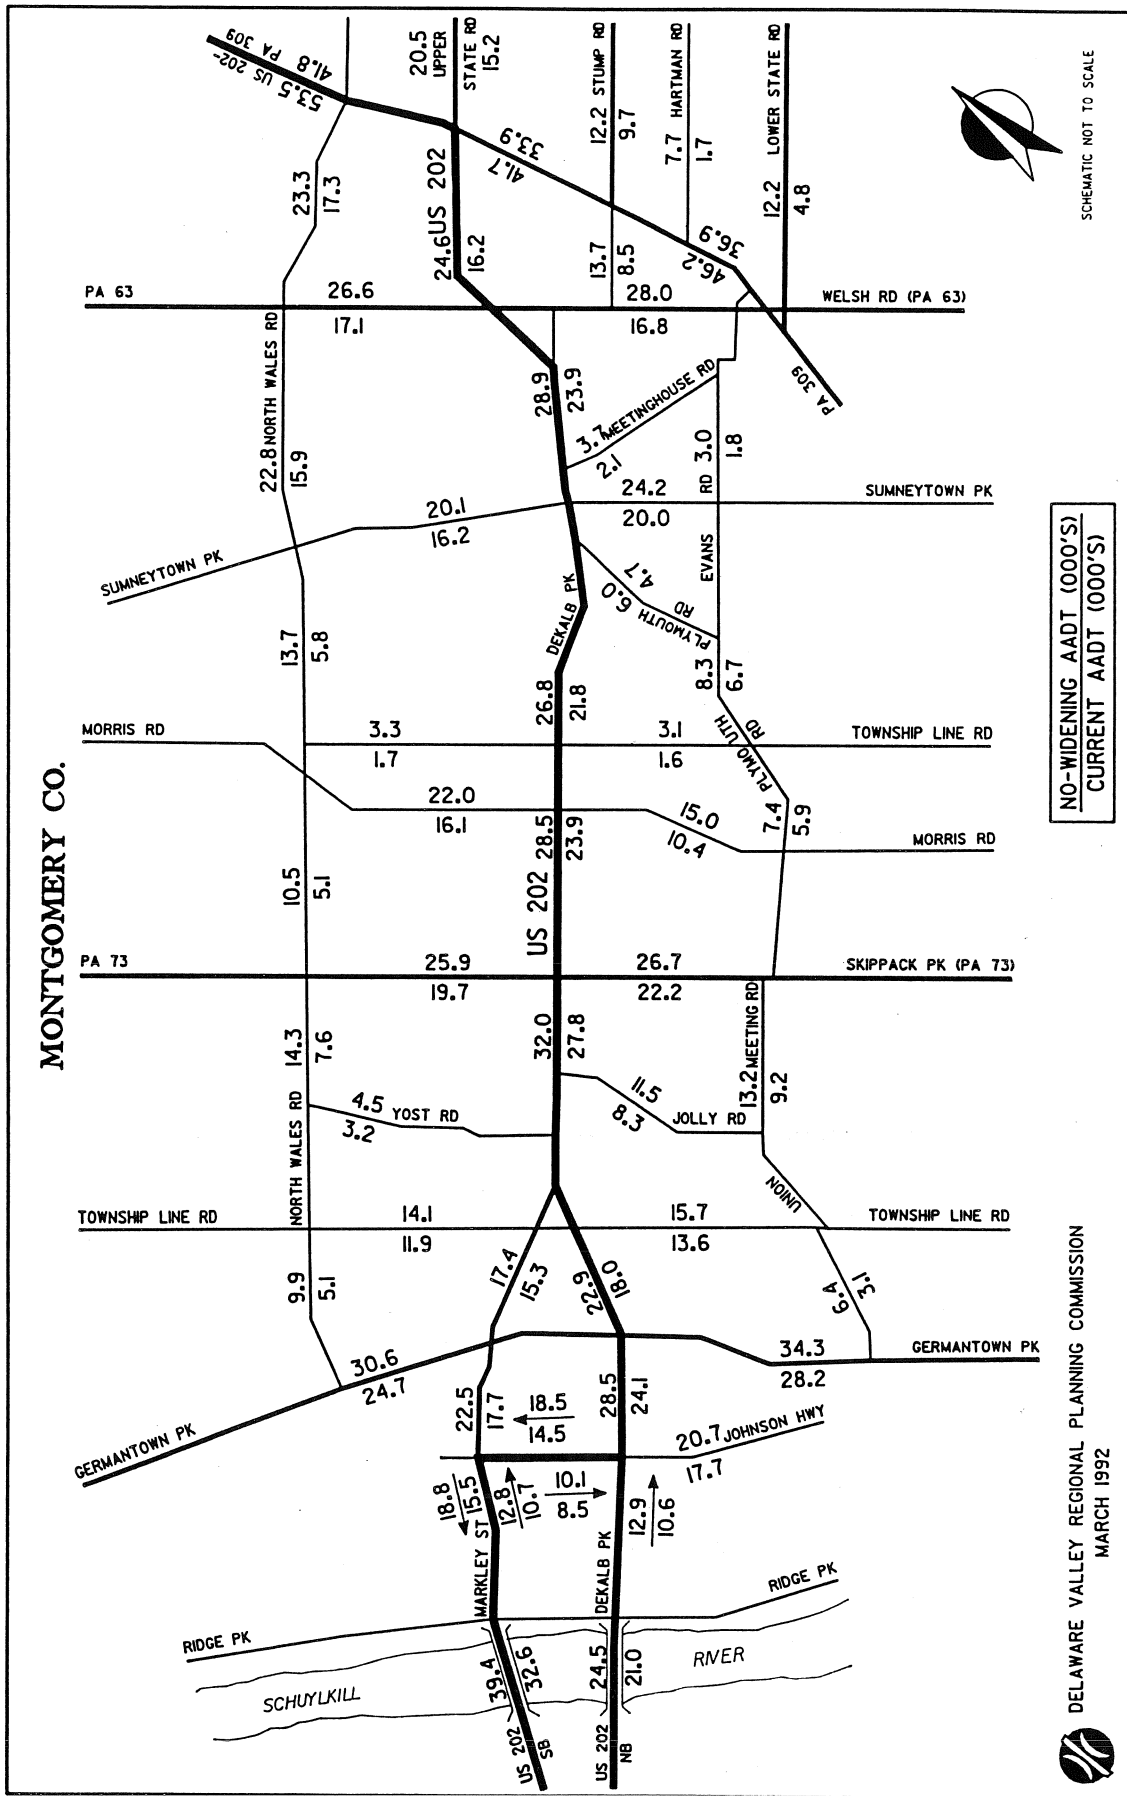 MONTGOMERY CO.
53.5 US 202-
41.8 PA 309
20.5
UPPER
STATE RD
15.2
12.2 STUMP RD
9.7
7.7 HARTMAN RD
1.7
12.2 LOWER STATE RD
4.8
SCHEMATIC NOT TO SCALE
23.3
17.3
24.6 US 202
16.2
33.9
41.7
13.7
8.5
36.9
46.2
PA 63
26.6
17.1
28.0
16.8
WELSH RD (PA 63)
PA 309
22.8 NORTH WALES RD
15.9
28.9
23.9
3.7 MEETINGHOUSE RD
2.1
EVANS RD 3.0
1.8
SUMNEYTOWN PK
20.1
16.2
24.2
20.0
SUMNEYTOWN PK
13.7
5.8
DEKALB PK
4.7
6.0
PLYMOUTH RD
26.8
21.8
8.3
6.7
MORRIS RD
3.3
1.7
3.1
1.6
PLYMOUTH RD
TOWNSHIP LINE RD
22.0
16.1
US 202 28.5
23.9
15.0
10.4
7.4
5.9
MORRIS RD
NO-WIDENING AADT (000'S)
CURRENT AADT (000'S)
10.5
5.1
PA 73
25.9
19.7
26.7
22.2
SKIPPACK PK (PA 73)
14.3
7.6
32.0
27.8
13.2 MEETING RD
9.2
4.5
3.2
YOST RD
11.5
8.3
JOLLY RD
NORTH WALES RD
UNION
TOWNSHIP LINE RD
14.1
11.9
15.7
13.6
TOWNSHIP LINE RD
9.9
5.1
17.4
15.3
18.0
22.9
6.4
3.1
30.6
24.7
34.3
28.2
GERMANTOWN PK
GERMANTOWN PK
22.5
17.7
18.5
14.5
28.5
24.1
20.7 JOHNSON HWY
17.7
18.8
15.5
12.8
10.7
10.1
8.5
12.9
10.6
MARKLEY ST
DEKALB PK
RIDGE PK
RIDGE PK
SCHUYLKILL
RIVER
39.4
32.6
24.5
21.0
US 202
SB
US 202
NB
DELAWARE VALLEY REGIONAL PLANNING COMMISSION
MARCH 1992